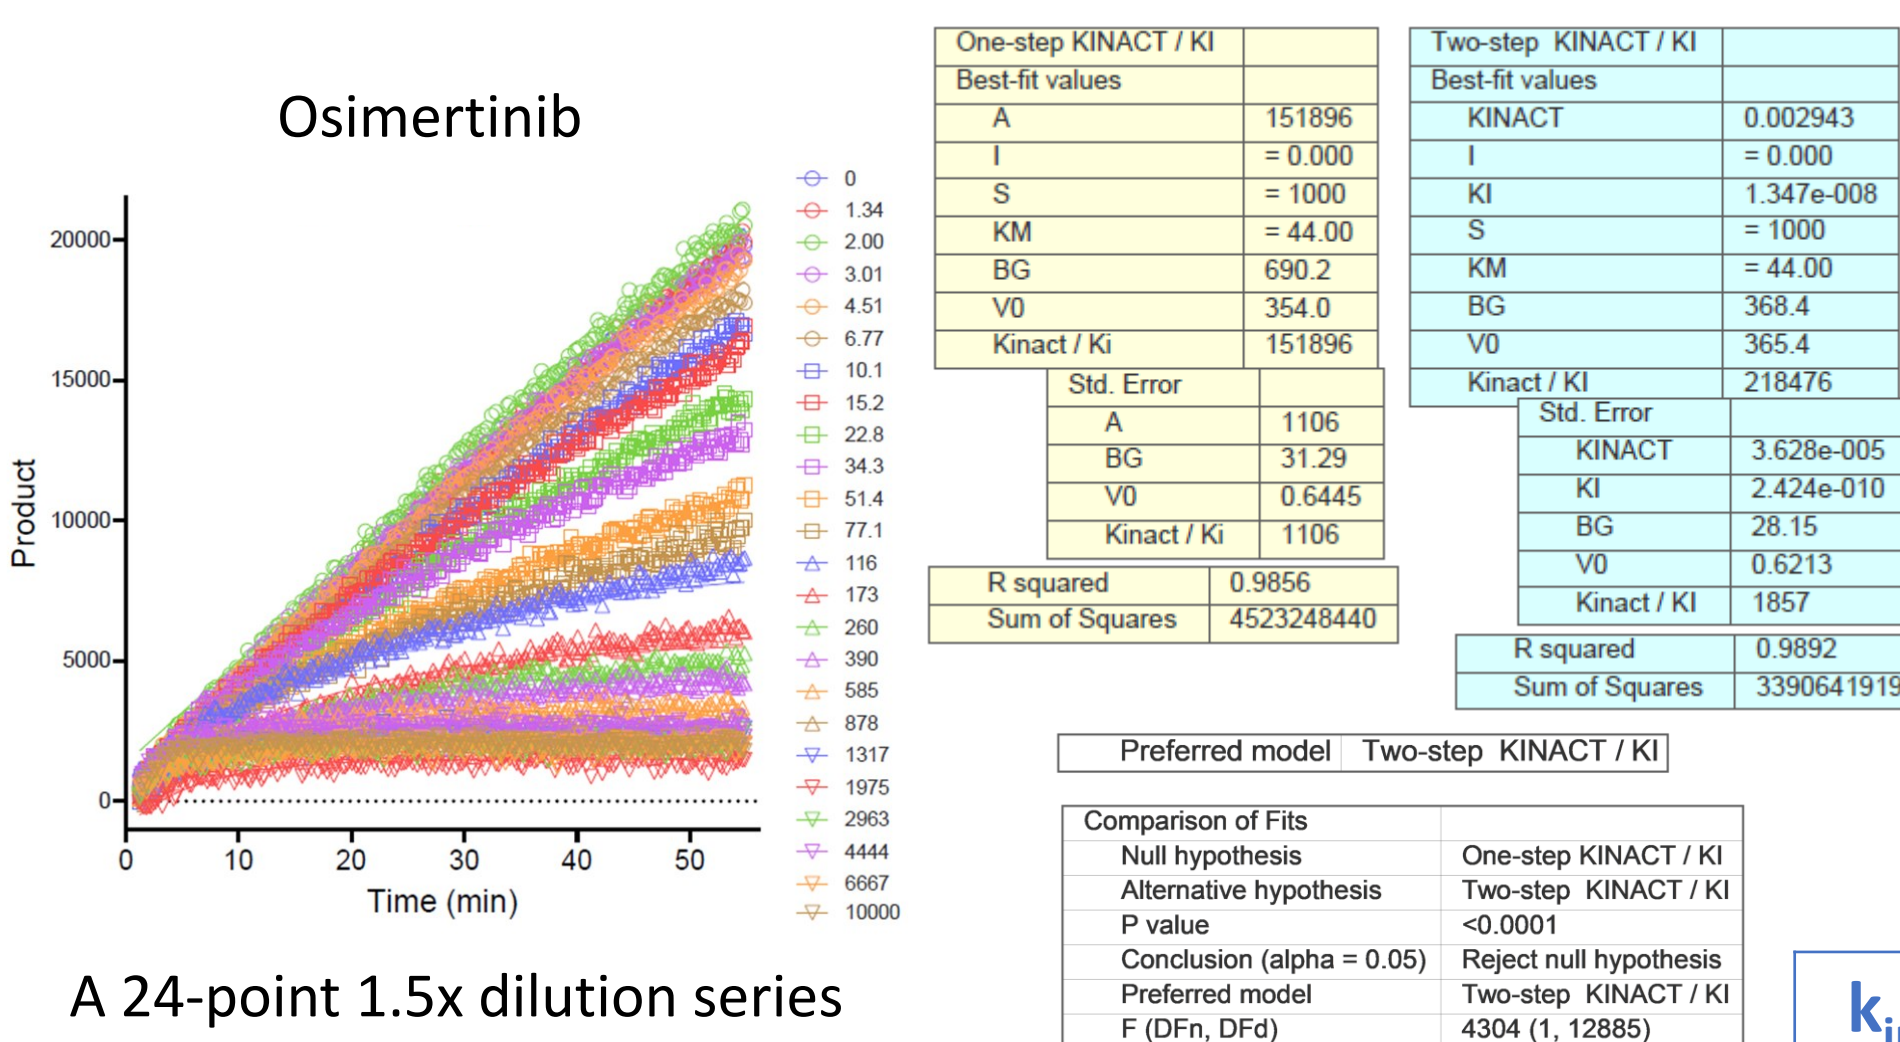 Osimertinib
Product
20000
15000
10000
5000
0
0 10 20 30 40 50
Time (min)
0
1.34
2.00
3.01
4.51
6.77
10.1
15.2
22.8
34.3
51.4
77.1
116
173
260
390
585
878
1317
1975
2963
4444
6667
10000
A 24-point 1.5x dilution series
One-step KINACT / KI
Best-fit values
A 151896
I = 0.000
S = 1000
KM = 44.00
BG 690.2
V0 354.0
Kinact / Ki 151896
Std. Error
A 1106
BG 31.29
V0 0.6445
Kinact / Ki 1106
R squared 0.9856
Sum of Squares 4523248440
Two-step KINACT / KI
Best-fit values
KINACT 0.002943
I = 0.000
KI 1.347e-008
S = 1000
KM = 44.00
BG 368.4
V0 365.4
Kinact / KI 218476
Std. Error
KINACT 3.628e-005
KI 2.424e-010
BG 28.15
V0 0.6213
Kinact / KI 1857
R squared 0.9892
Sum of Squares 3390641919
Preferred model Two-step KINACT / KI
Comparison of Fits
Null hypothesis One-step KINACT / KI
Alternative hypothesis Two-step KINACT / KI
P value <0.0001
Conclusion (alpha = 0.05) Reject null hypothesis
Preferred model Two-step KINACT / KI
F (DFn, DFd) 4304 (1, 12885)